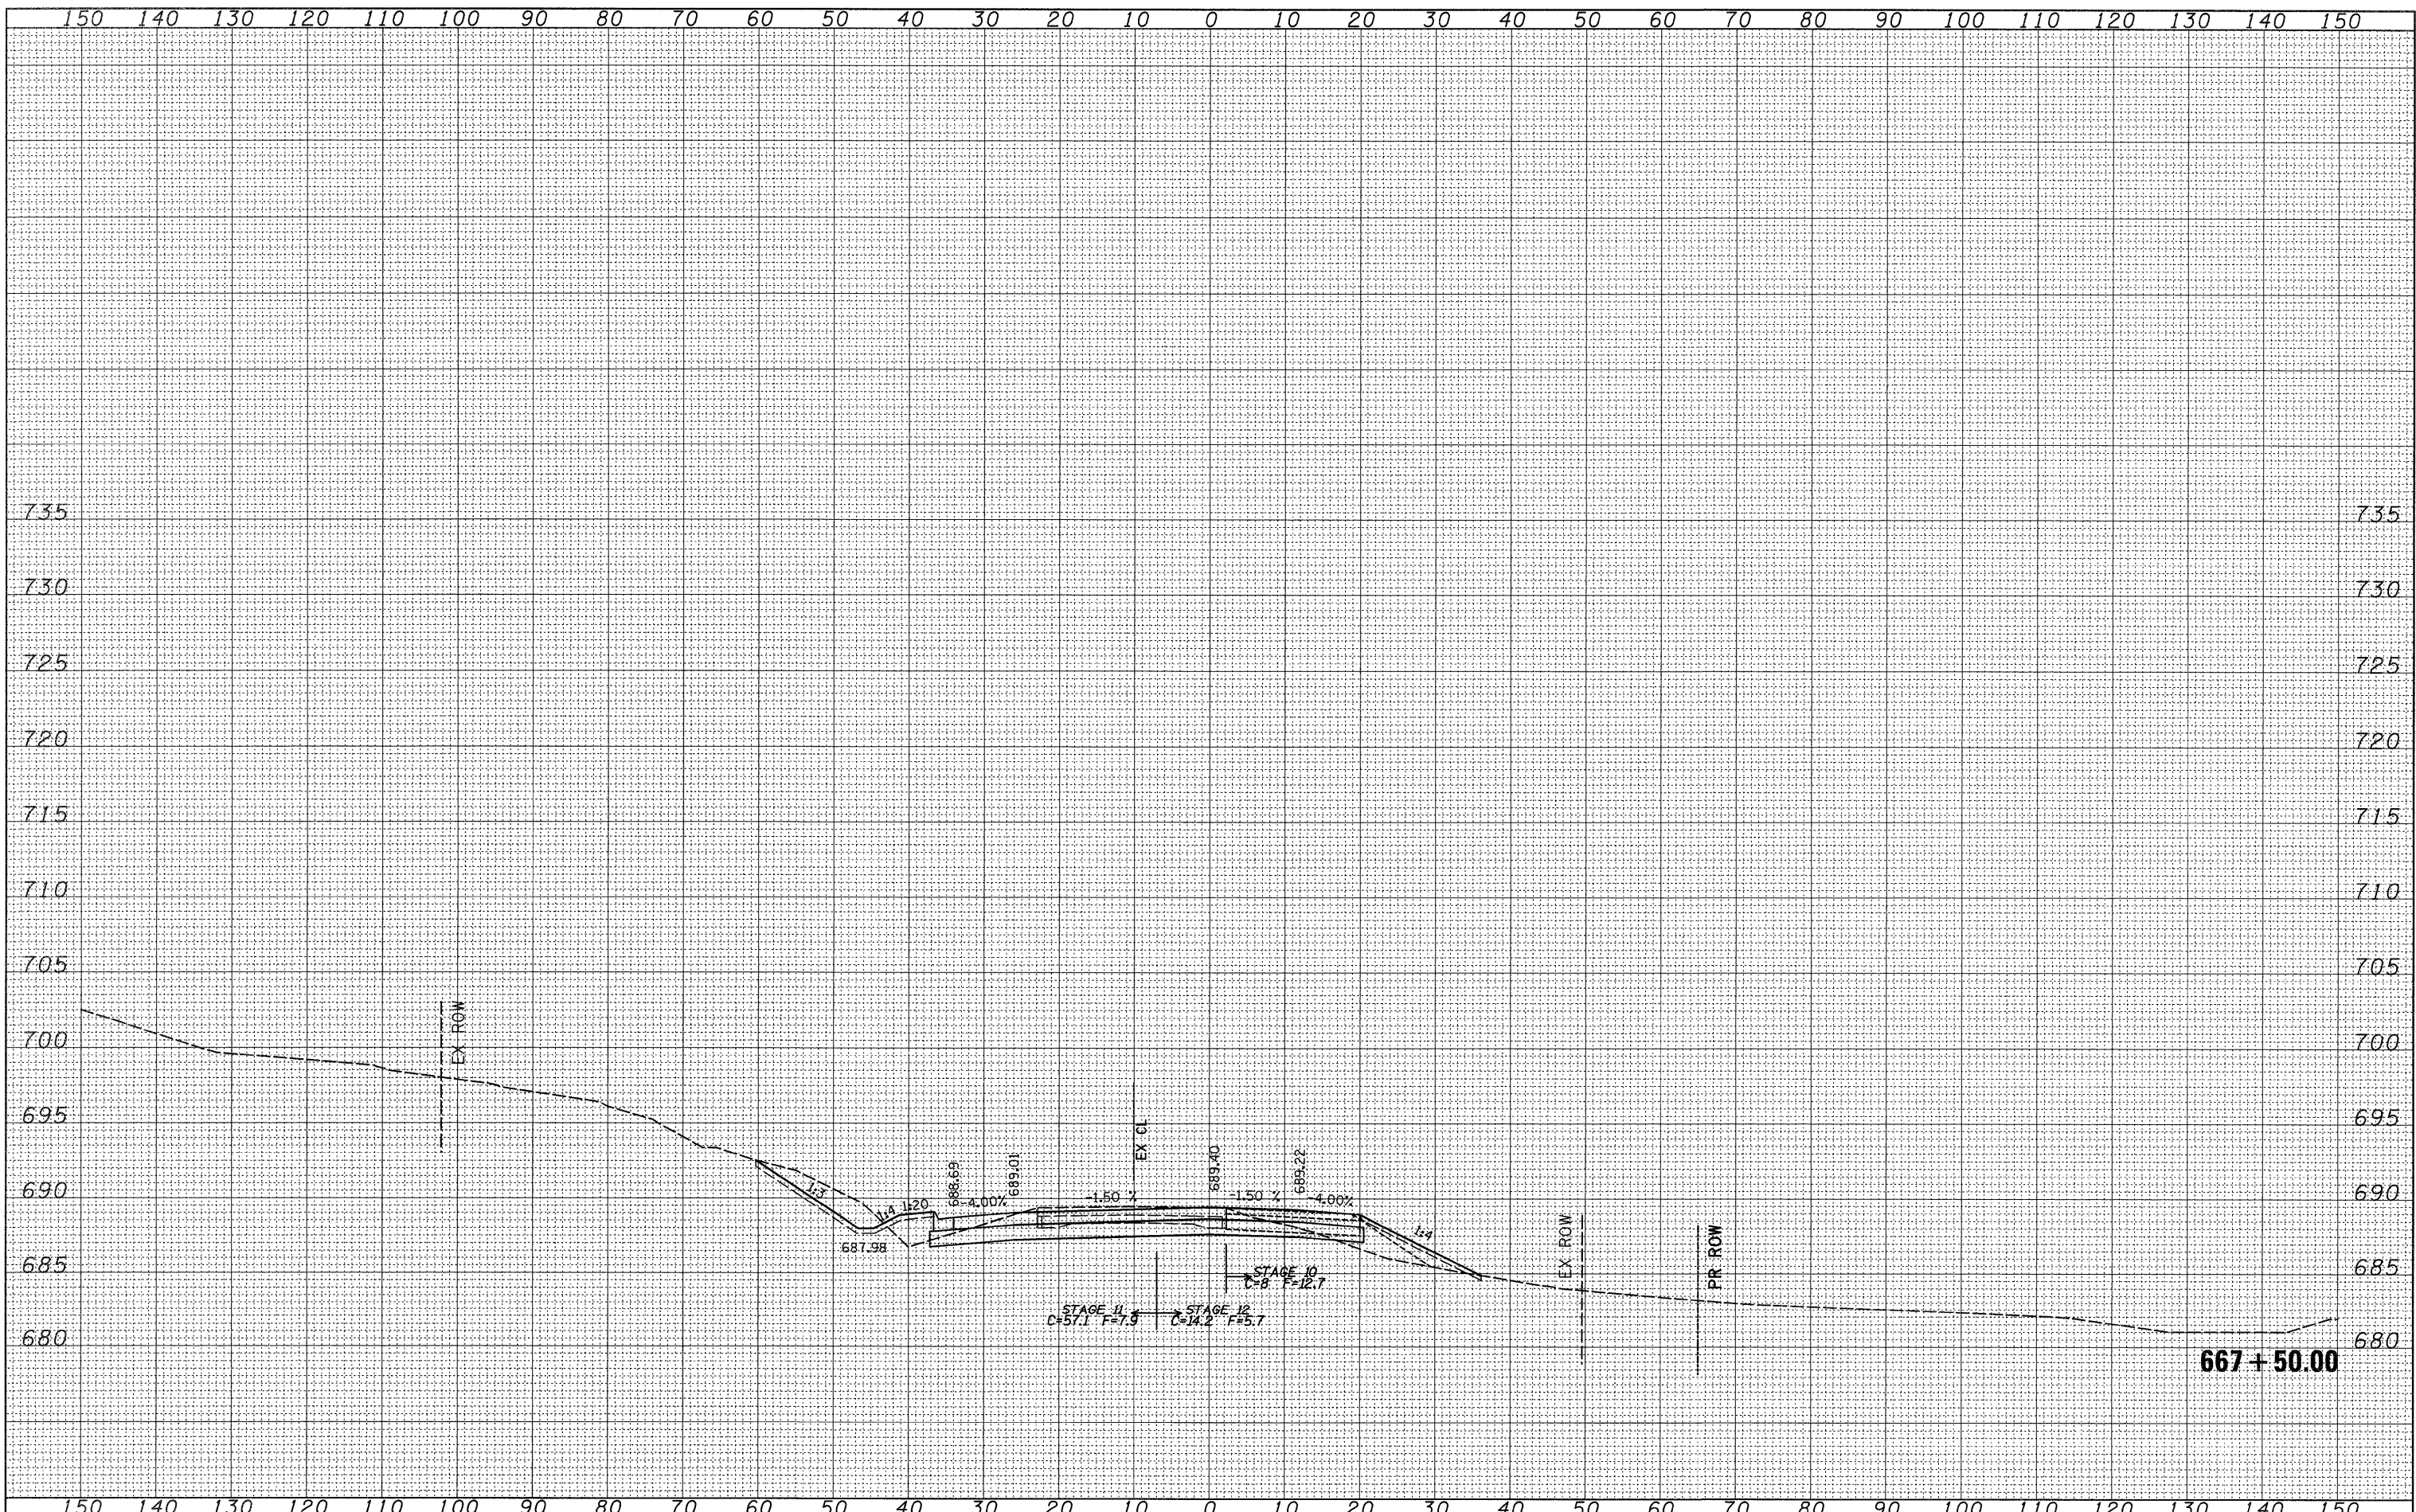 150 140 130 120 110 100 90 80 70 60 50 40 30 20 10 0 10 20 30 40 50 60 70 80 90 100 110 120 130 140 150
735 735
730 730
725 725
720 720
715 715
710 710
705 705
700 EX ROW 700
695 EX CL 695
690 1:3 1:4 1:20 688.69 -4.00% 689.01 -1.50 % 689.40 -1.50 % 689.22 -4.00% 1:4 690
687.98
685 EX ROW PR ROW 685
STAGE 10
C=8 F=12.7
STAGE 11 STAGE 12
C=57.1 F=7.9 C=14.2 F=5.7
680 680
667+50.00
150 140 130 120 110 100 90 80 70 60 50 40 30 20 10 0 10 20 30 40 50 60 70 80 90 100 110 120 130 140 150